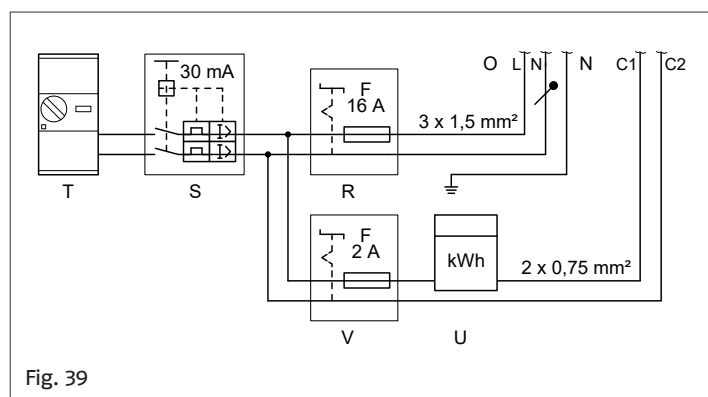 30 mA
F
16 A
O L N N C1 C2
3 x 1,5 mm²
T S R
F
2 A
kWh
2 x 0,75 mm²
V U
Fig. 39